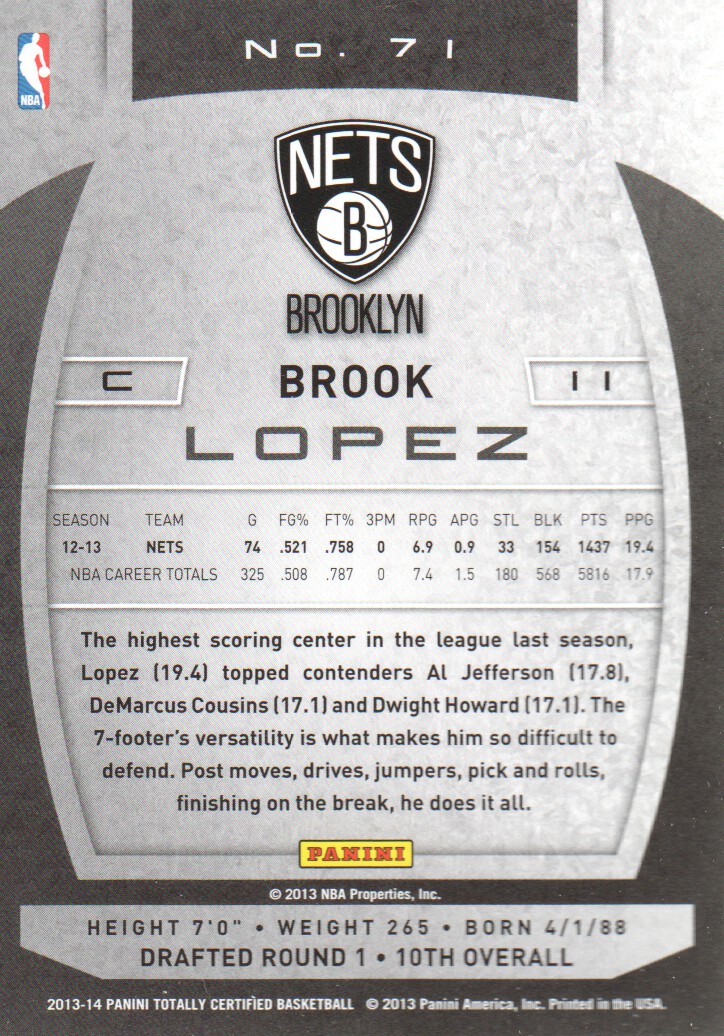 No. 71
NBA
NETS
B
BROOKLYN
C BROOK 11
LOPEZ
SEASON TEAM G FG% FT% 3PM RPG APG STL BLK PTS PPG
12-13 NETS 74 .521 .758 0 6.9 0.9 33 154 1437 19.4
NBA CAREER TOTALS 325 .508 .787 0 7.4 1.5 180 568 5816 17.9
The highest scoring center in the league last season,
Lopez (19.4) topped contenders Al Jefferson (17.8),
DeMarcus Cousins (17.1) and Dwight Howard (17.1). The
7-footer's versatility is what makes him so difficult to
defend. Post moves, drives, jumpers, pick and rolls,
finishing on the break, he does it all.
PANINI
© 2013 NBA Properties, Inc.
HEIGHT 7'0" • WEIGHT 265 • BORN 4/1/88
DRAFTED ROUND 1 • 10TH OVERALL
2013-14 PANINI TOTALLY CERTIFIED BASKETBALL © 2013 Panini America, Inc. Printed in the USA.